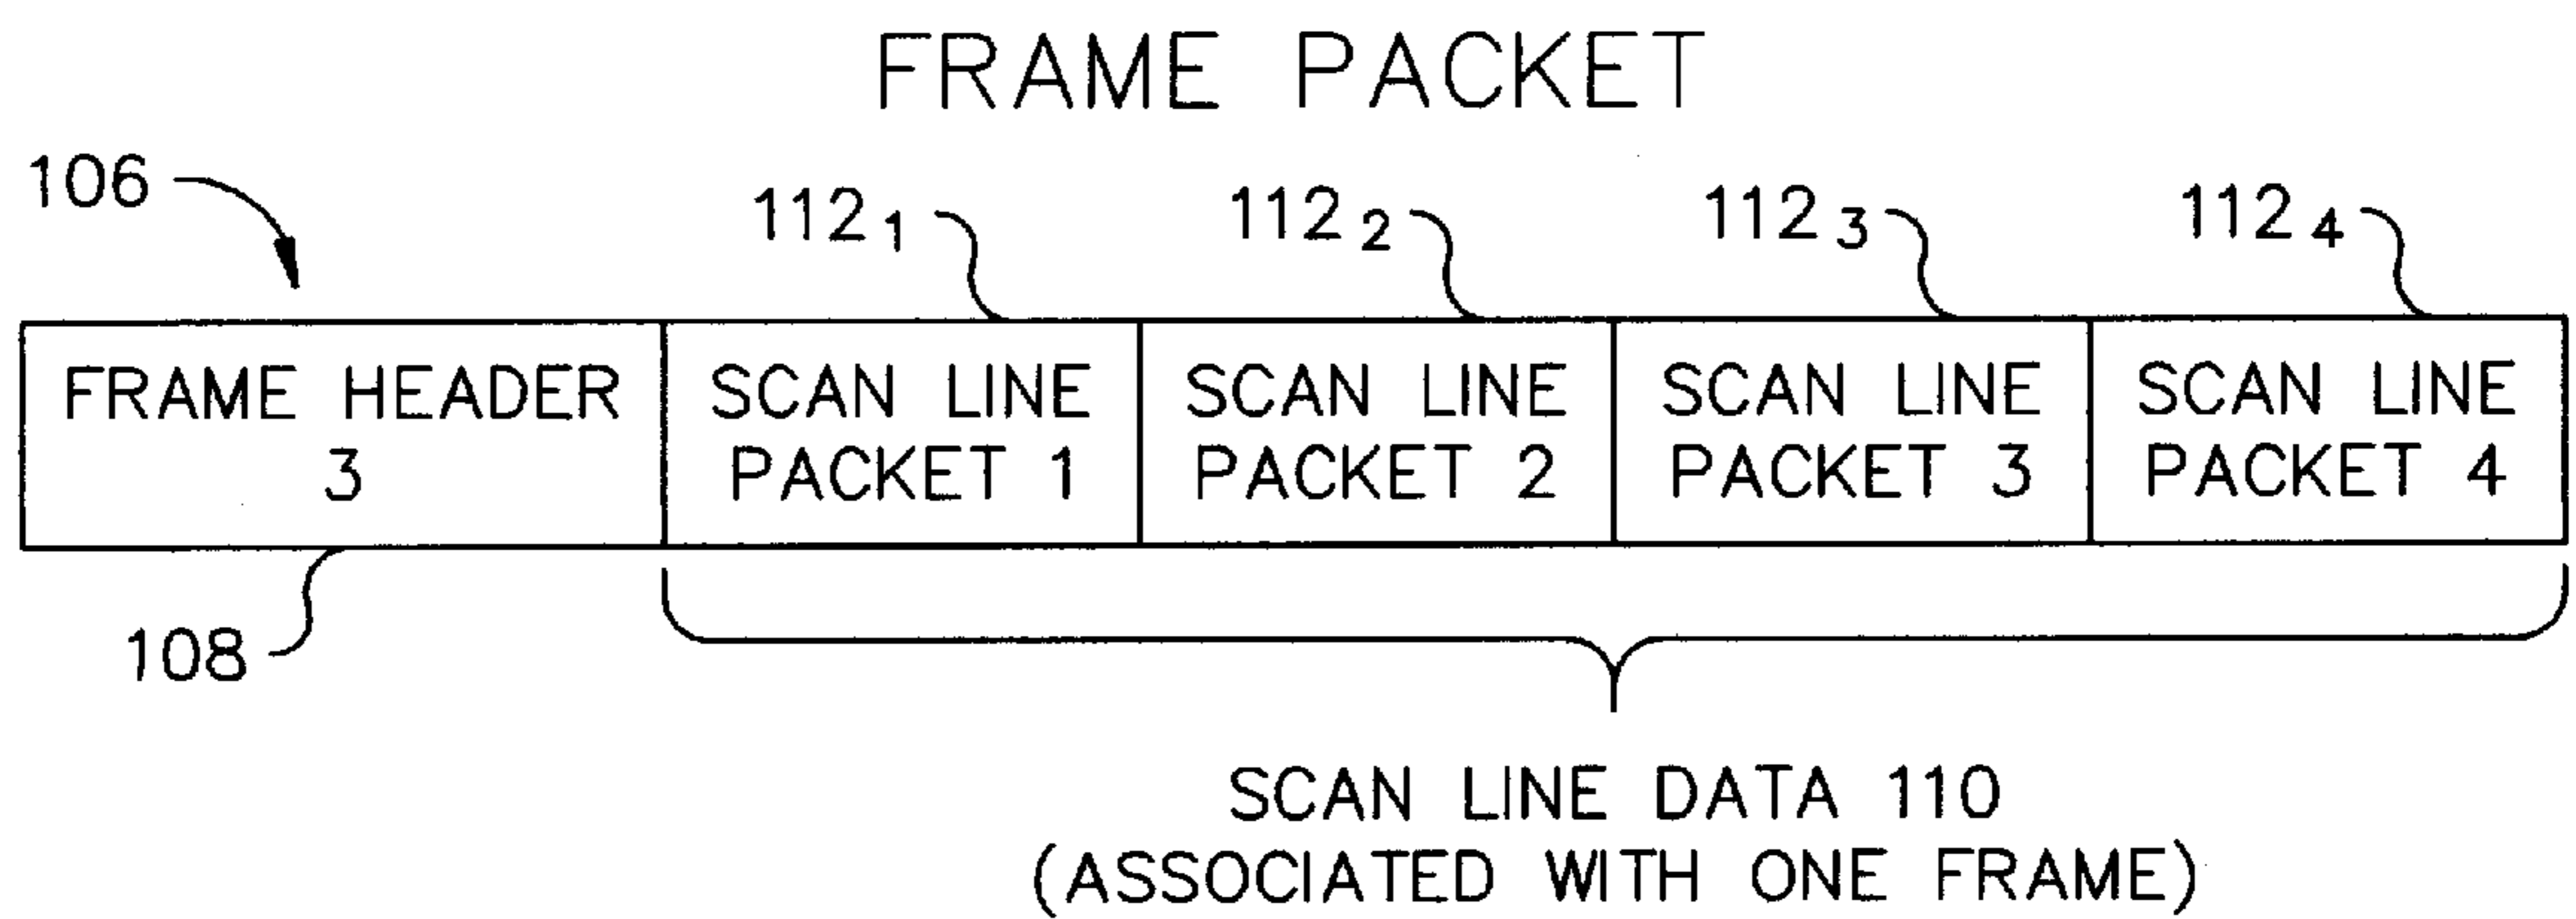 FRAME PACKET
106
112₁ 112₂ 112₃ 112₄
FRAME HEADER
3
SCAN LINE
PACKET 1
SCAN LINE
PACKET 2
SCAN LINE
PACKET 3
SCAN LINE
PACKET 4
108
SCAN LINE DATA 110
(ASSOCIATED WITH ONE FRAME)